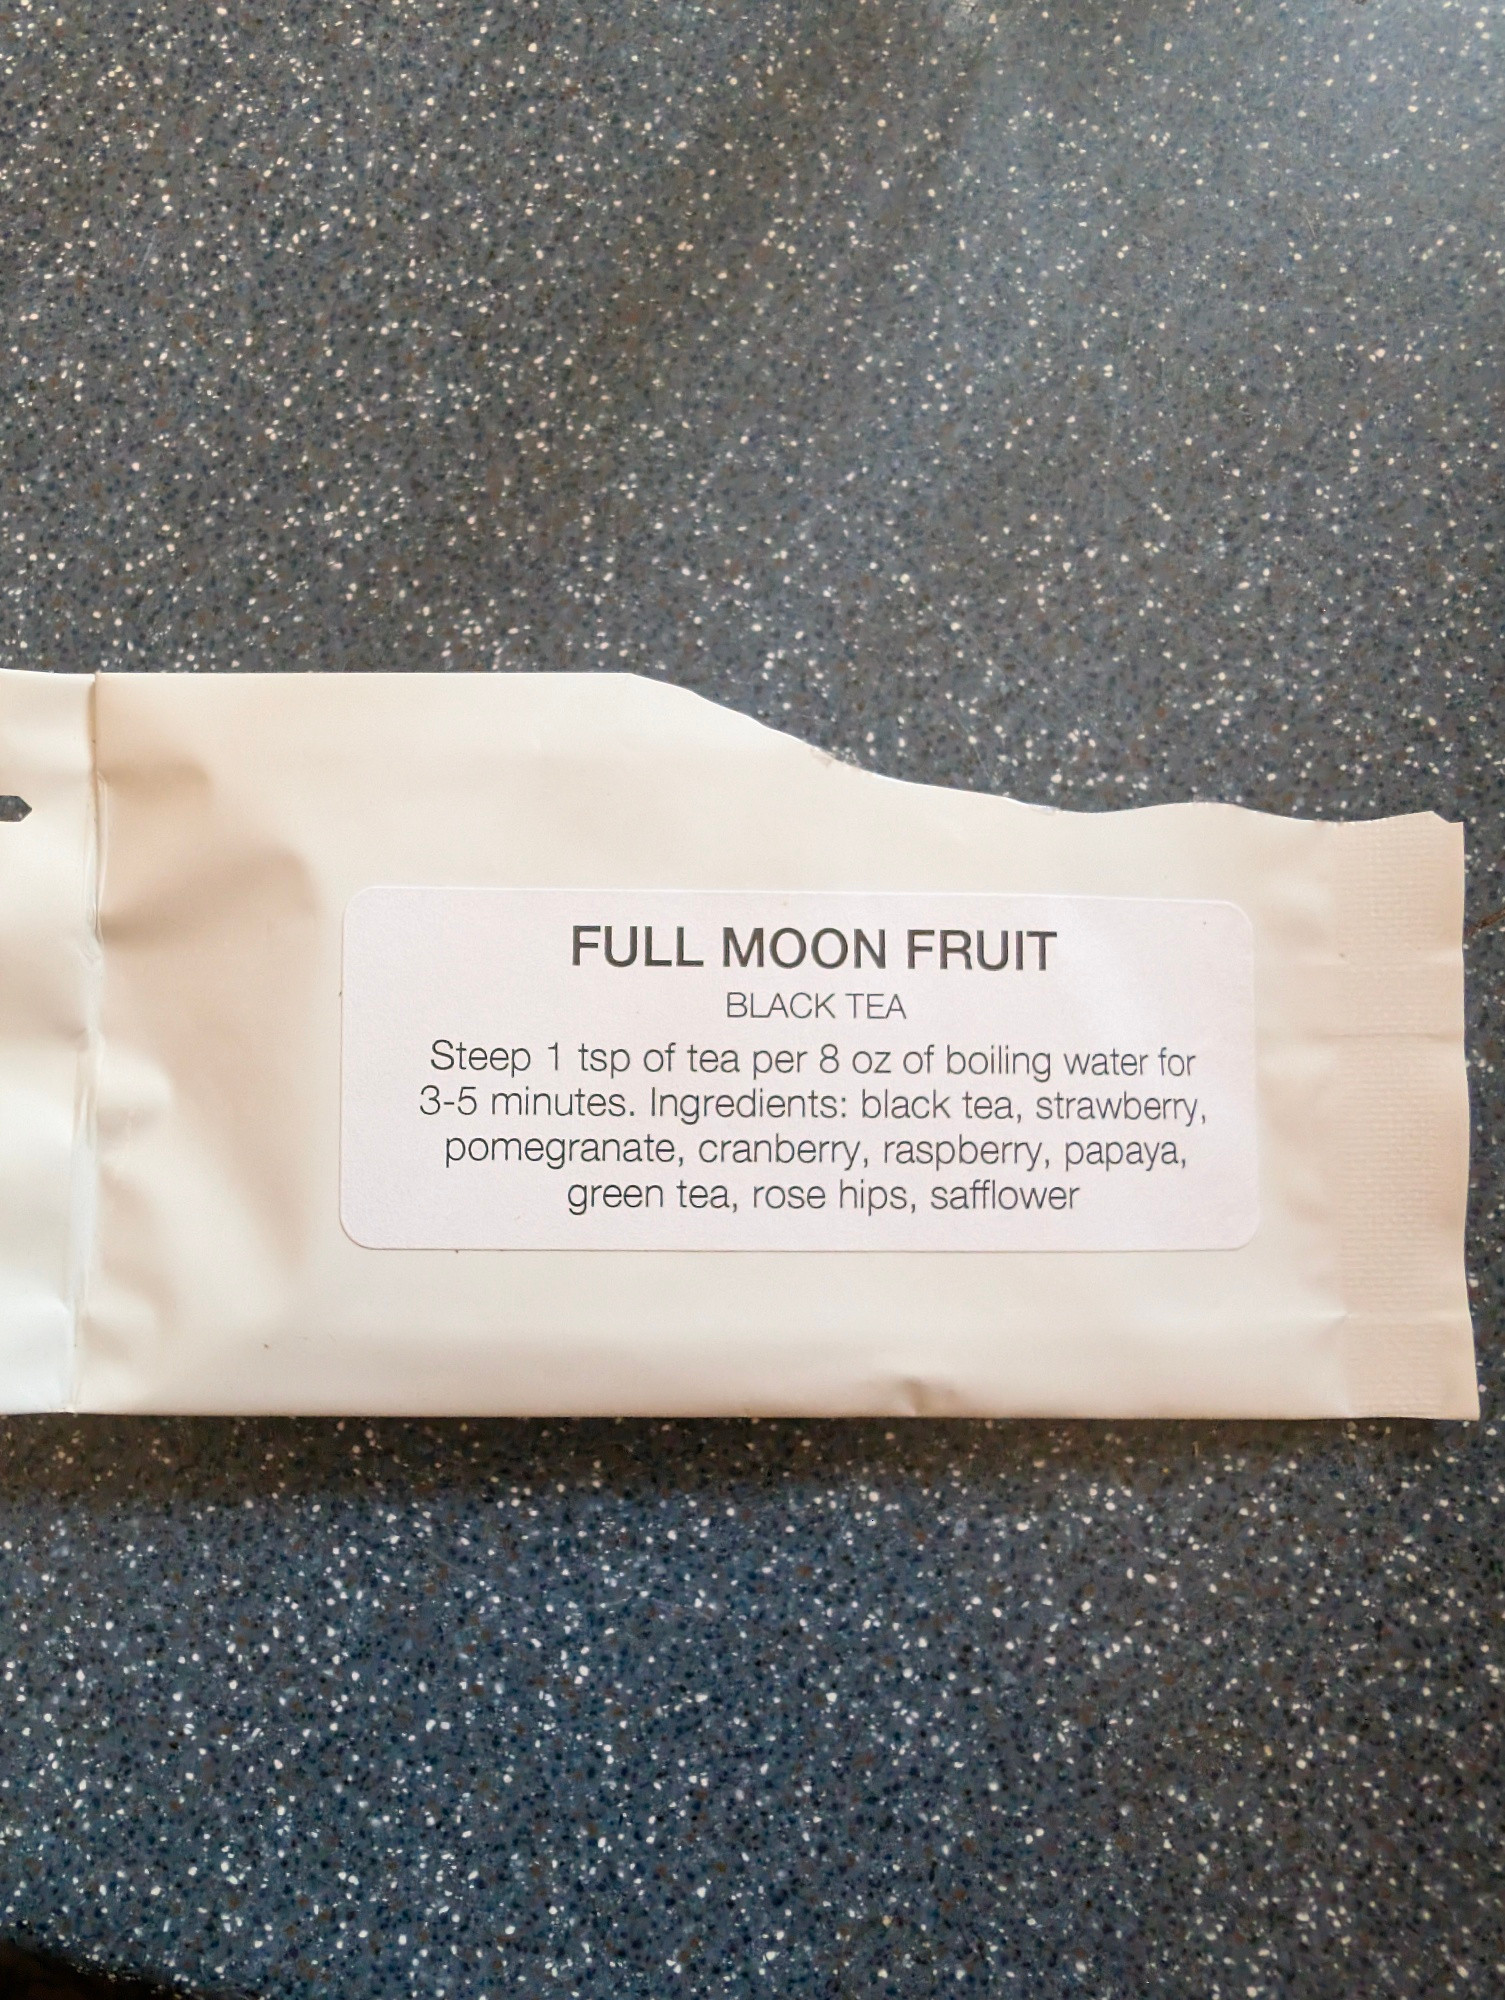 FULL MOON FRUIT
BLACK TEA
Steep 1 tsp of tea per 8 oz of boiling water for
3-5 minutes. Ingredients: black tea, strawberry,
pomegranate, cranberry, raspberry, papaya,
green tea, rose hips, safflower